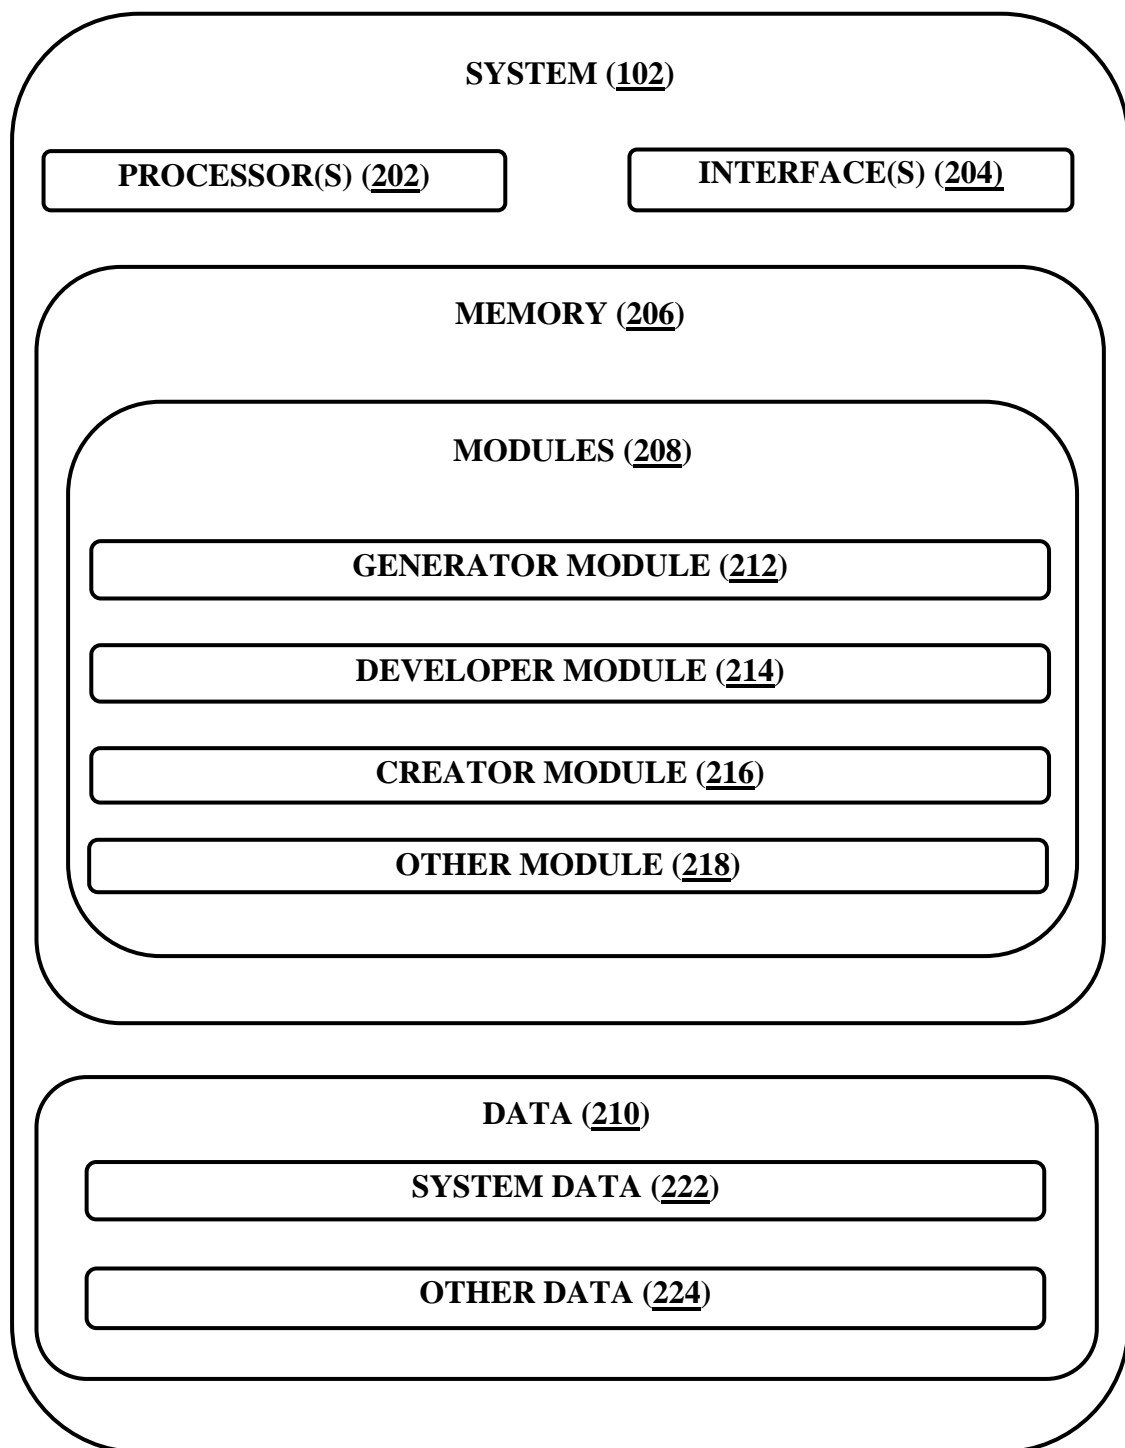 SYSTEM (102)
PROCESSOR(S) (202)
INTERFACE(S) (204)
MEMORY (206)
MODULES (208)
GENERATOR MODULE (212)
DEVELOPER MODULE (214)
CREATOR MODULE (216)
OTHER MODULE (218)
DATA (210)
SYSTEM DATA (222)
OTHER DATA (224)